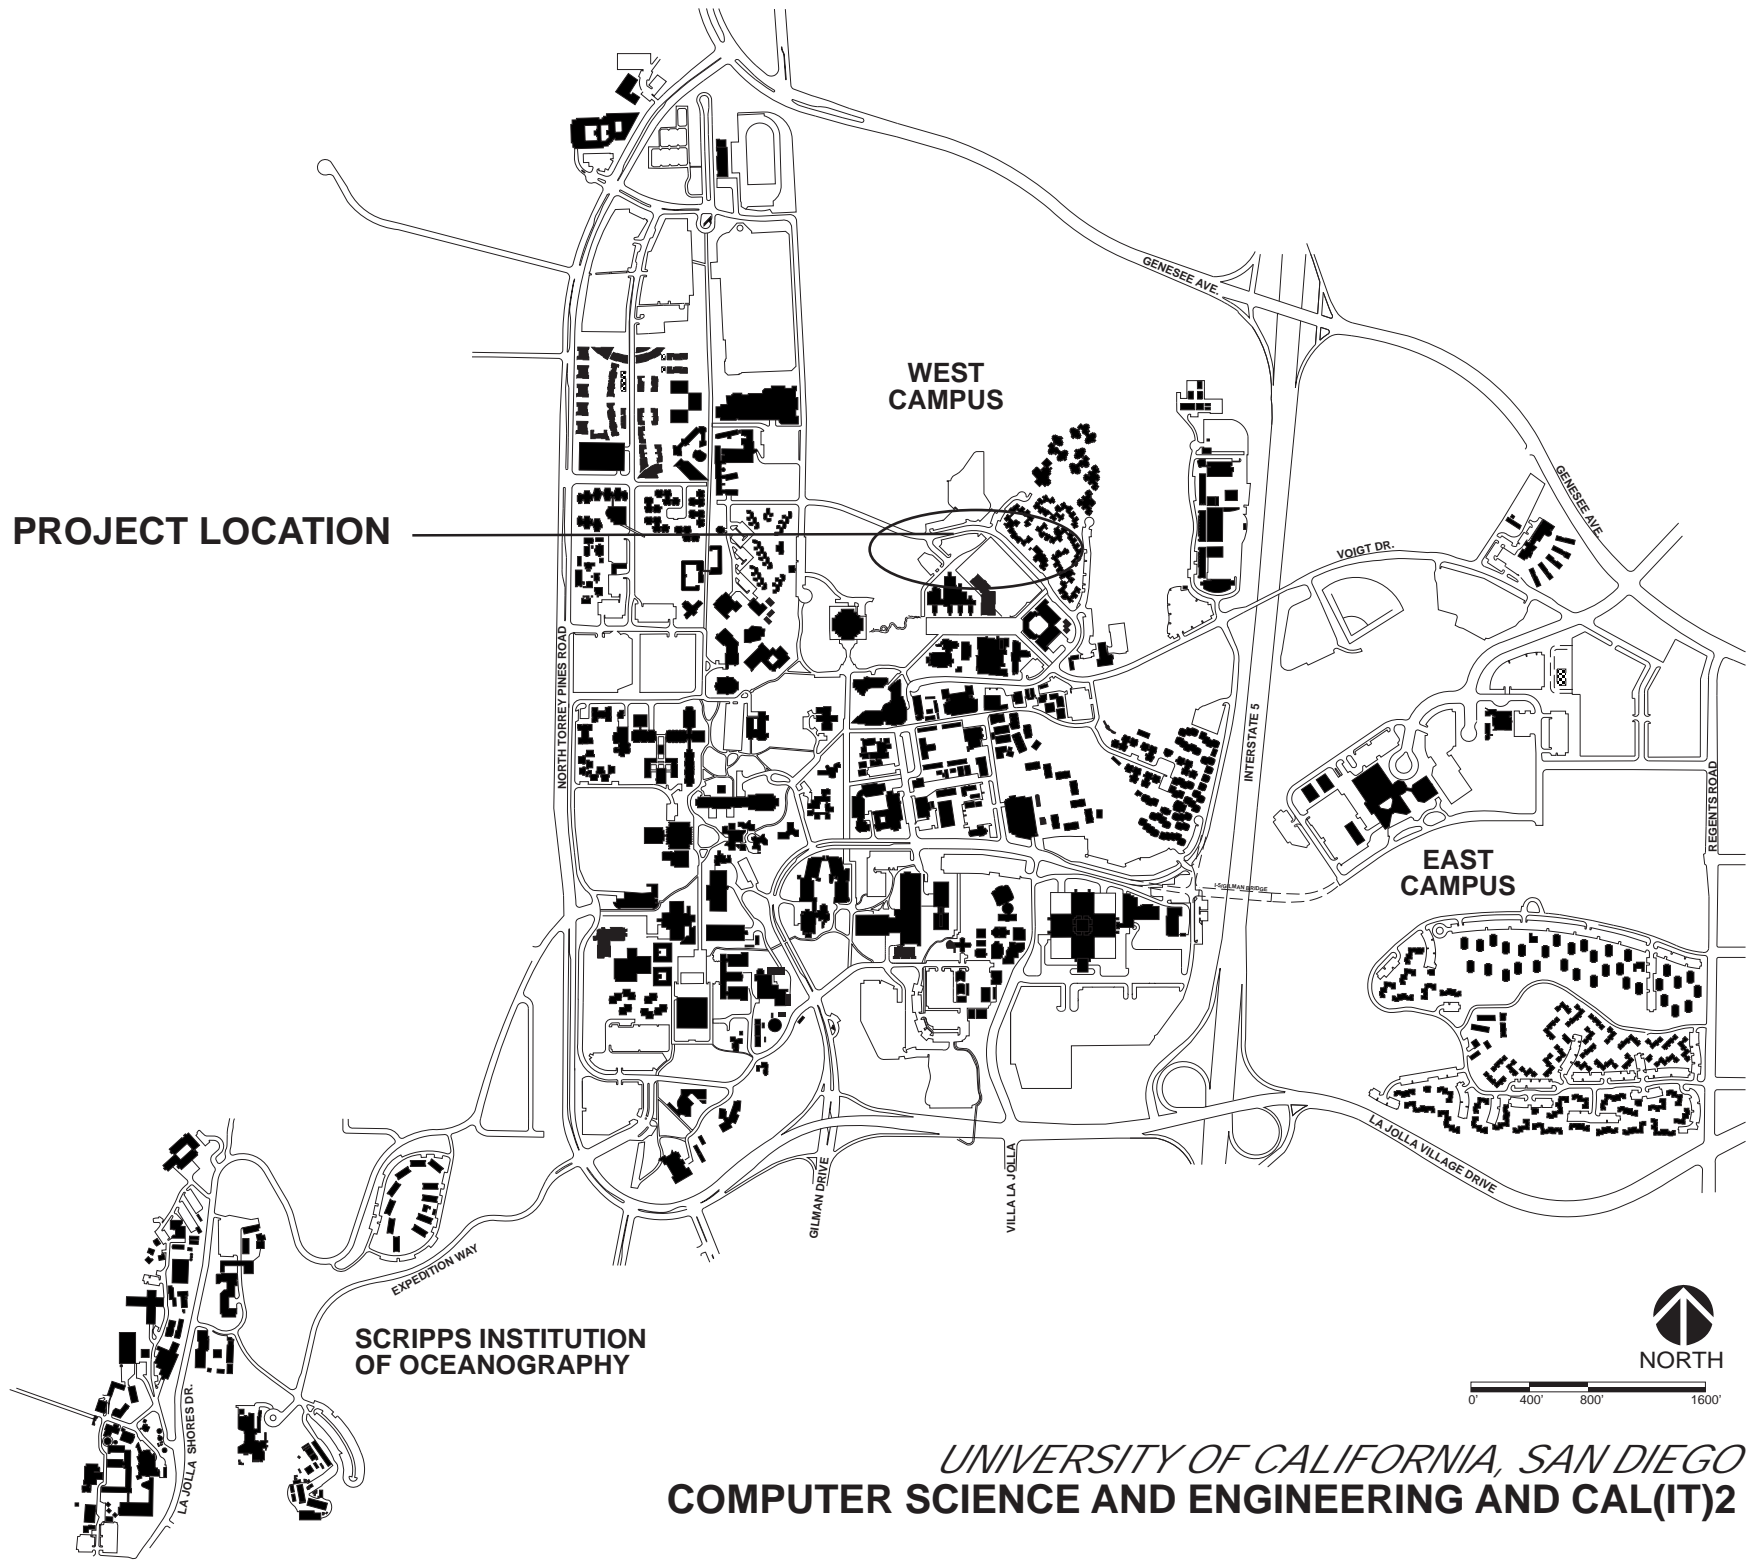 GENESEE AVE.
WEST
CAMPUS
GENESEE AVE.
PROJECT LOCATION
VOIGT DR.
NORTH TORREY PINES ROAD
INTERSTATE 5
REGENTS ROAD
EAST
CAMPUS
I-5/GILMAN BRIDGE
LA JOLLA VILLAGE DRIVE
GILMAN DRIVE
VILLA LA JOLLA
EXPEDITION WAY
SCRIPPS INSTITUTION
OF OCEANOGRAPHY
LA JOLLA SHORES DR.
NORTH
0' 400' 800' 1600'
UNIVERSITY OF CALIFORNIA, SAN DIEGO
COMPUTER SCIENCE AND ENGINEERING AND CAL(IT)2